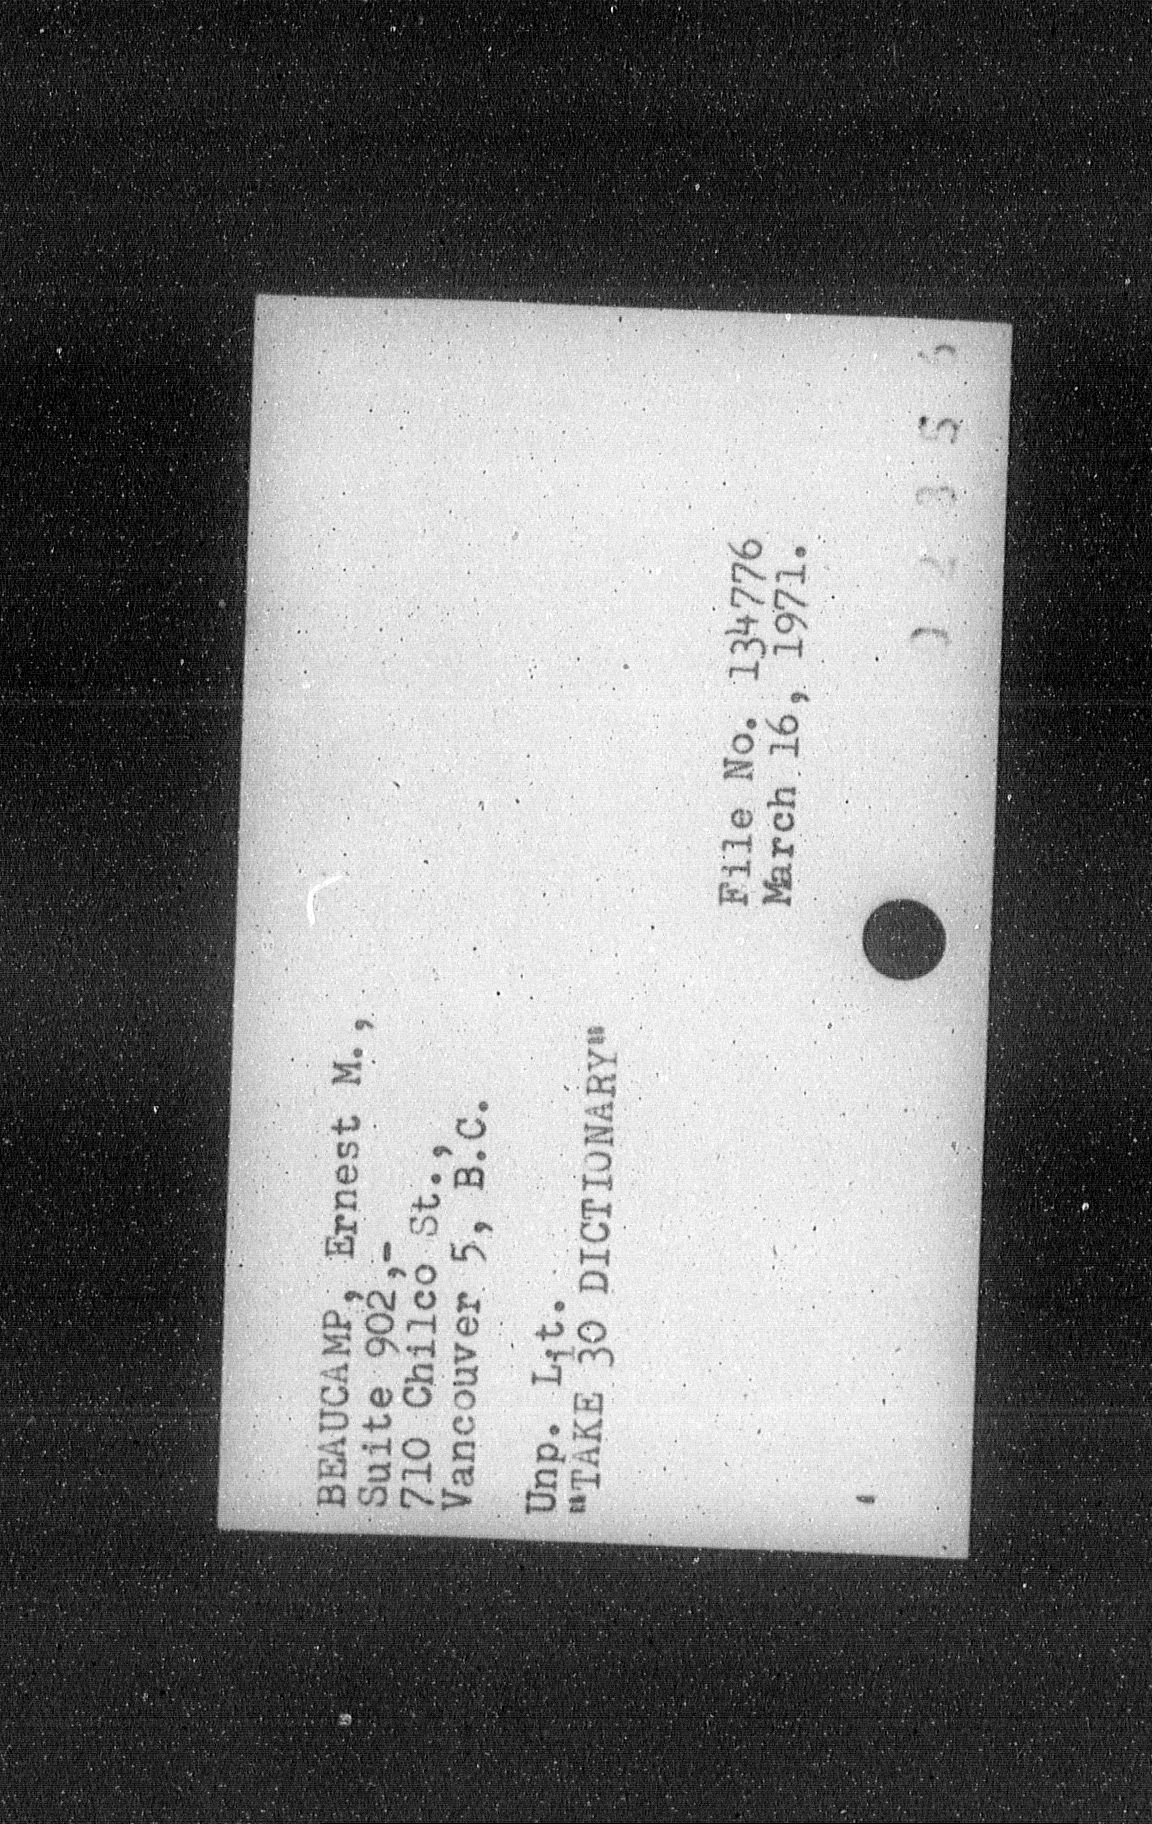 BEAUCAMP, Ernest M.,
Suite 902,-
710 Chilco St.,
Vancouver 5, B.C.
Unp. Lit.
"TAKE 30 DICTIONARY"
File No. 134776
March 16, 1971.